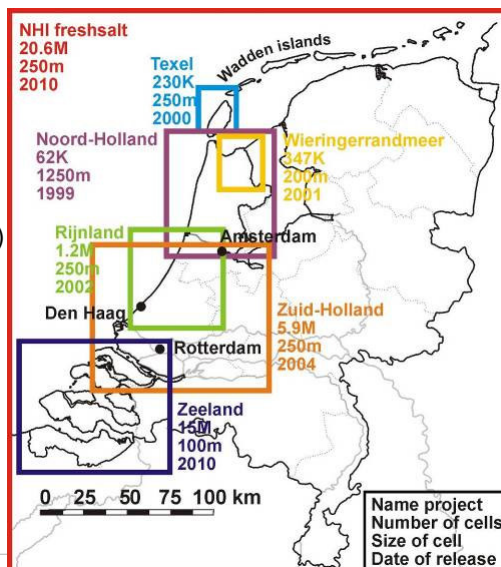 NHI freshsalt
20.6M
250m
2010
Wadden islands
Texel
230K
250m
2000
Noord-Holland
62K
1250m
1999
Wieringerrandmeer
347K
200m
2001
Rijnland
1.2M
250m
2002
Amsterdam
Den Haag
Rotterdam
Zuid-Holland
5.9M
250m
2004
Zeeland
15M
100m
2010
0 25 50 75 100 km
Name project
Number of cells
Size of cell
Date of release
)